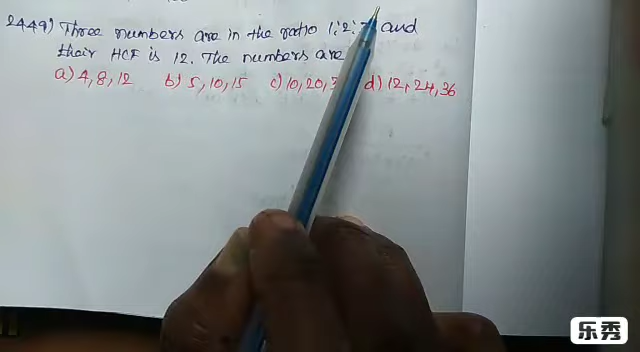 2449) Three numbers are in the ratio 1:2: and
their HCF is 12. The numbers are
a) 4, 8, 12 b) 5, 10, 15 c) 10, 20, 3 d) 12, 24, 36
乐秀